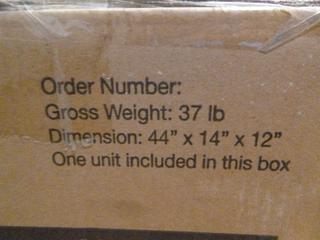 Order Number:
Gross Weight: 37 lb
Dimension: 44" x 14" x 12"
One unit included in this box